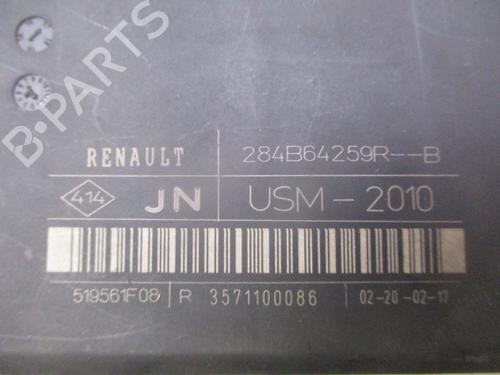 B-PARTS
RENAULT 284B64259R--B
414 JN USM-2010
519561F08 R 3571100086 02-20-02-17